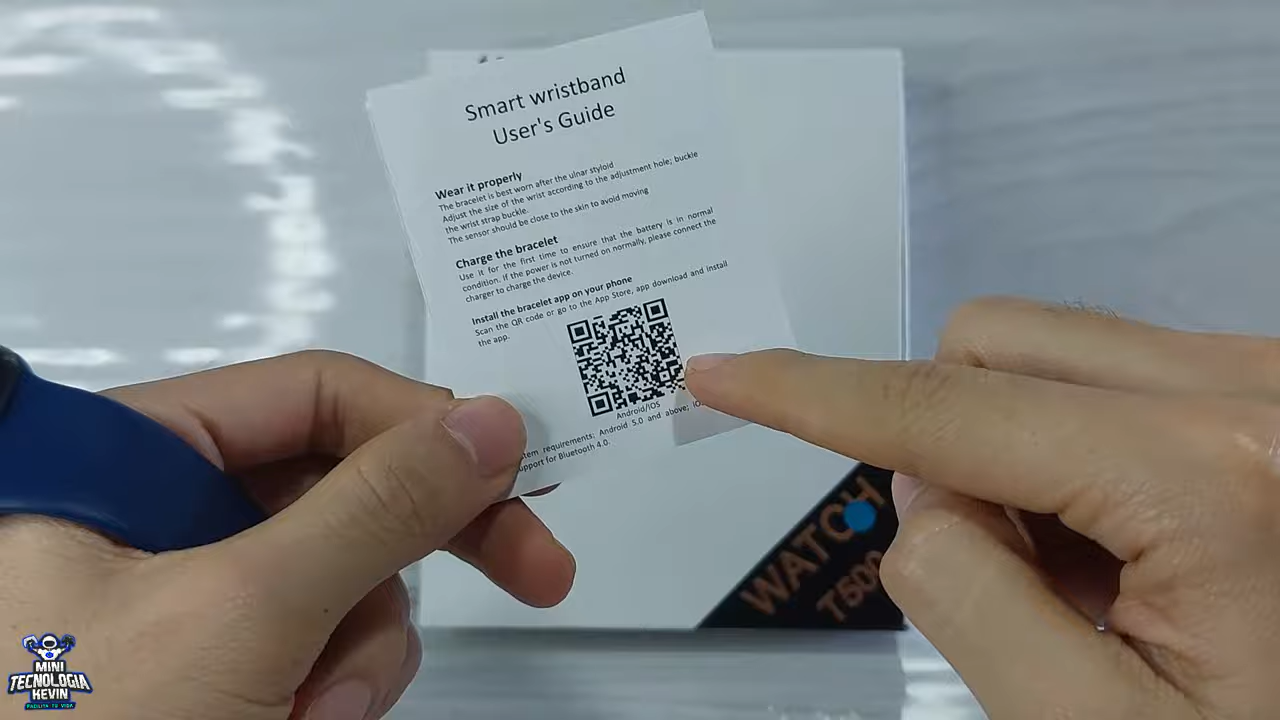 Smart wristband
User's Guide
Wear it properly
The bracelet is best worn after the ulnar styloid
Adjust the size of the wrist according to the adjustment hole; buckle
the wrist strap buckle.
The sensor should be close to the skin to avoid moving
Charge the bracelet
Use it for the first time to ensure that the battery is in normal
condition. If the power is not turned on normally, please connect the
charger to charge the device.
Install the bracelet app on your phone
Scan the QR code or go to the App Store, app download and install
the app.
Android/IOS
tem requirements: Android 5.0 and above;
upport for Bluetooth 4.0.
WATCH
T500
MINI
TECNOLOGIA
KEVIN
FACILITA TU VIDA